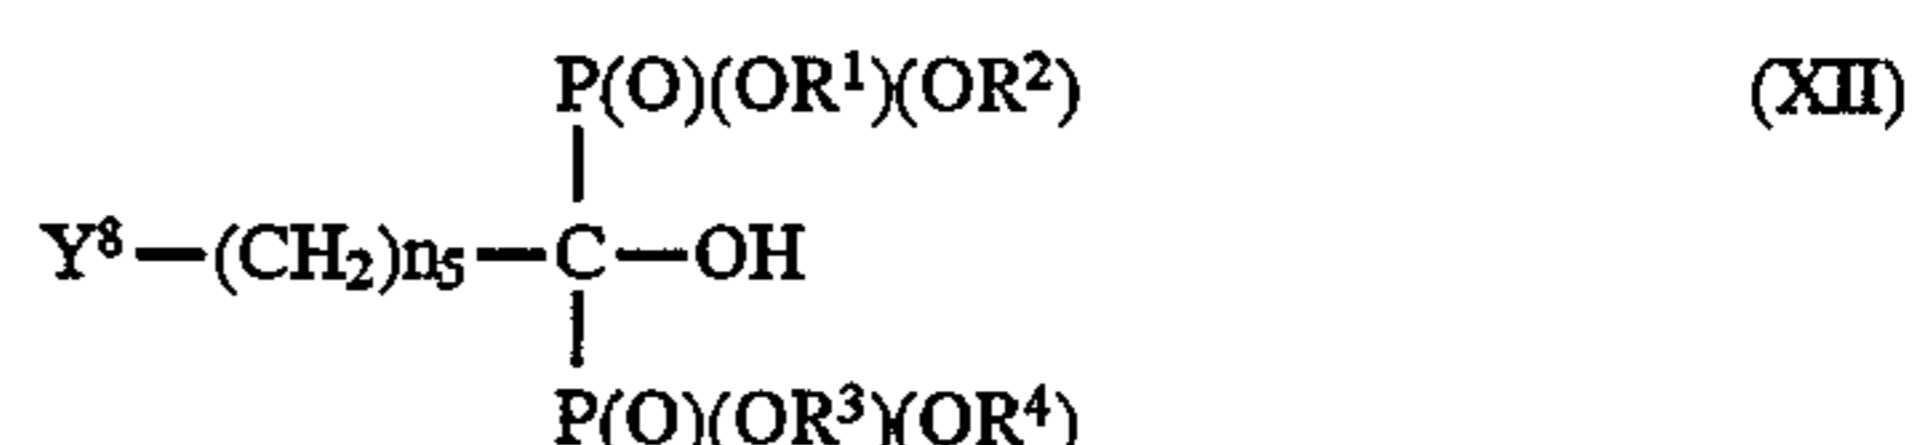 P(O)(OR¹)(OR²) (XII)
Y⁸—(CH₂)n₅—C—OH
P(O)(OR³)(OR⁴)